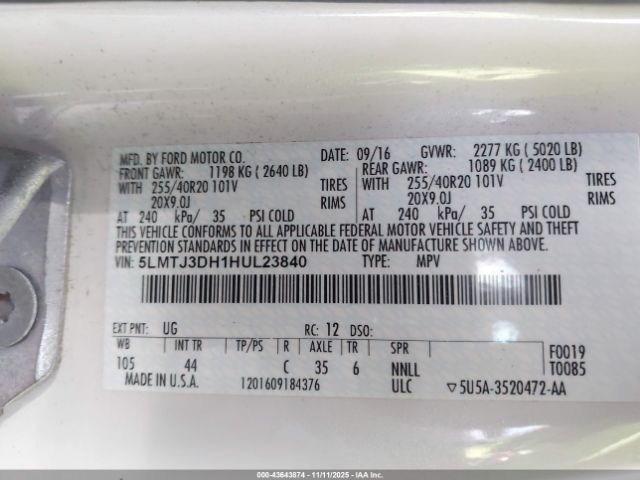 MFD. BY FORD MOTOR CO. DATE: 09/16 GVWR: 2277 KG ( 5020 LB)
FRONT GAWR: 1198 KG ( 2640 LB) REAR GAWR: 1089 KG ( 2400 LB)
WITH 255/40R20 101V TIRES WITH 255/40R20 101V TIRES
20X9.0J RIMS 20X9.0J RIMS
AT 240 kPa/ 35 PSI COLD AT 240 kPa/ 35 PSI COLD
THIS VEHICLE CONFORMS TO ALL APPLICABLE FEDERAL MOTOR VEHICLE SAFETY AND THEFT
PREVENTION STANDARDS IN EFFECT ON THE DATE OF MANUFACTURE SHOWN ABOVE.
VIN: 5LMTJ3DH1HUL23840 TYPE: MPV
EXT PNT: UG RC: 12 DSO:
WB INT TR TP/PS R AXLE TR SPR F0019
105 44 C 35 6 NNLL T0085
MADE IN U.S.A. 1201609184376 ULC ▽5U5A-3520472-AA
000-43643874 - 11/11/2025 - IAAI.com